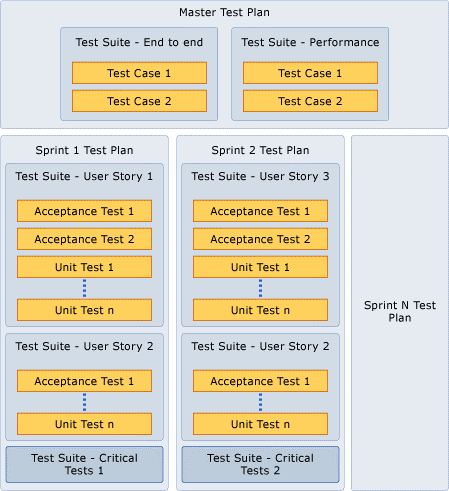 Master Test Plan
Test Suite - End to end
Test Case 1
Test Case 2
Test Suite - Performance
Test Case 1
Test Case 2
Sprint 1 Test Plan
Test Suite - User Story 1
Acceptance Test 1
Acceptance Test 2
Unit Test 1
Unit Test n
Test Suite - User Story 2
Acceptance Test 1
Unit Test n
Test Suite - Critical
Tests 1
Sprint 2 Test Plan
Test Suite - User Story 3
Acceptance Test 1
Acceptance Test 2
Unit Test 1
Unit Test n
Test Suite - User Story 2
Acceptance Test 1
Unit Test n
Test Suite - Critical
Tests 2
Sprint N Test
Plan